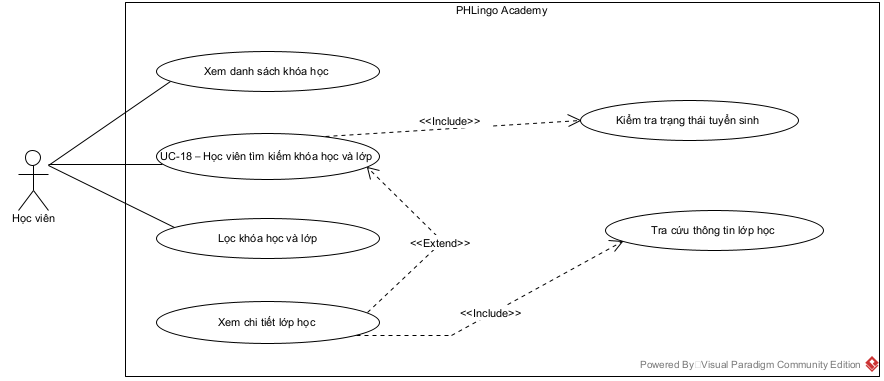 PHLingo Academy
Xem danh sách khóa học
<<Include>>
Kiểm tra trạng thái tuyển sinh
UC-18 – Học viên tìm kiếm khóa học và lớp
Học viên
Tra cứu thông tin lớp học
Lọc khóa học và lớp
<<Extend>>
<<Include>>
Xem chi tiết lớp học
Powered By Visual Paradigm Community Edition